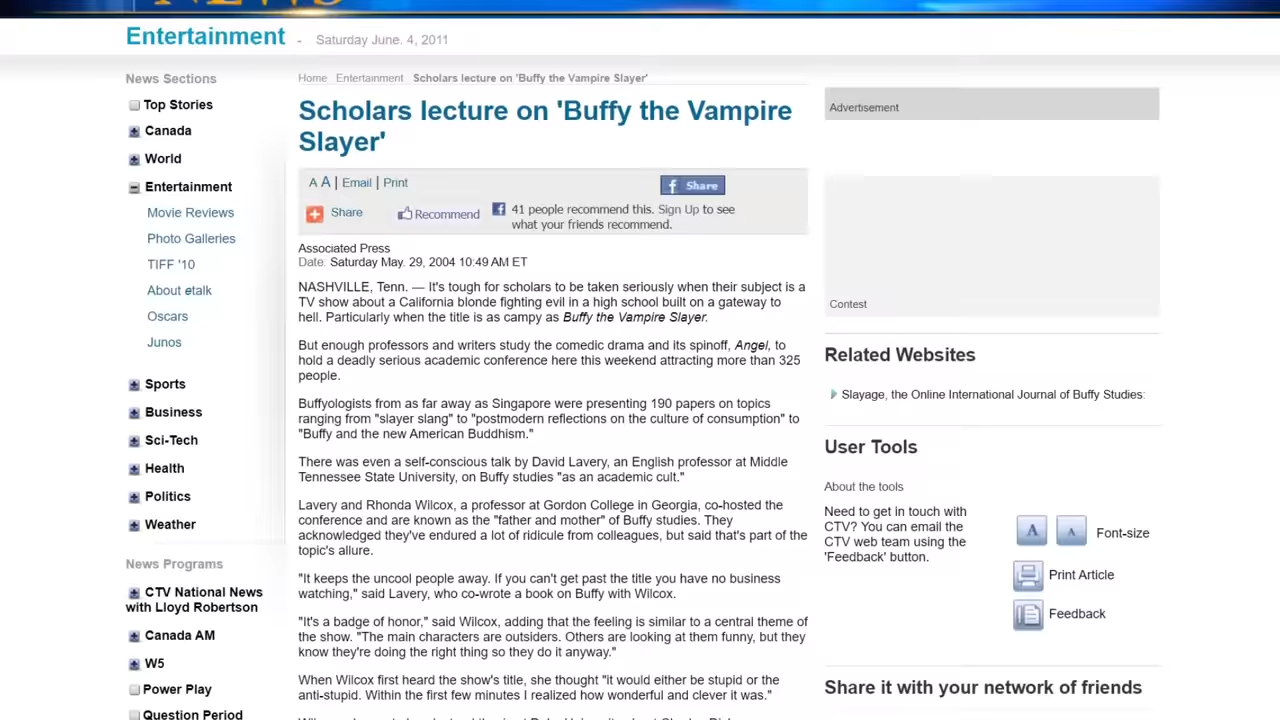 NEWS
Entertainment - Saturday June. 4, 2011
News Sections
Top Stories
Canada
World
Entertainment
Movie Reviews
Photo Galleries
TIFF '10
About etalk
Oscars
Junos
Sports
Business
Sci-Tech
Health
Politics
Weather
News Programs
CTV National News
with Lloyd Robertson
Canada AM
W5
Power Play
Question Period
Home Entertainment Scholars lecture on 'Buffy the Vampire Slayer'
Scholars lecture on 'Buffy the Vampire
Slayer'
A A | Email | Print
Share
Share
Recommend
41 people recommend this. Sign Up to see
what your friends recommend.
Associated Press
Date: Saturday May. 29, 2004 10:49 AM ET
NASHVILLE, Tenn. — It's tough for scholars to be taken seriously when their subject is a
TV show about a California blonde fighting evil in a high school built on a gateway to
hell. Particularly when the title is as campy as Buffy the Vampire Slayer.
But enough professors and writers study the comedic drama and its spinoff, Angel, to
hold a deadly serious academic conference here this weekend attracting more than 325
people.
Buffyologists from as far away as Singapore were presenting 190 papers on topics
ranging from "slayer slang" to "postmodern reflections on the culture of consumption" to
"Buffy and the new American Buddhism."
There was even a self-conscious talk by David Lavery, an English professor at Middle
Tennessee State University, on Buffy studies "as an academic cult."
Lavery and Rhonda Wilcox, a professor at Gordon College in Georgia, co-hosted the
conference and are known as the "father and mother" of Buffy studies. They
acknowledged they've endured a lot of ridicule from colleagues, but said that's part of the
topic's allure.
"It keeps the uncool people away. If you can't get past the title you have no business
watching," said Lavery, who co-wrote a book on Buffy with Wilcox.
"It's a badge of honor," said Wilcox, adding that the feeling is similar to a central theme of
the show. "The main characters are outsiders. Others are looking at them funny, but they
know they're doing the right thing so they do it anyway."
When Wilcox first heard the show's title, she thought "it would either be stupid or the
anti-stupid. Within the first few minutes I realized how wonderful and clever it was."
Advertisement
Contest
Related Websites
Slayage, the Online International Journal of Buffy Studies:
User Tools
About the tools
Need to get in touch with
CTV? You can email the
CTV web team using the
'Feedback' button.
A A Font-size
Print Article
Feedback
Share it with your network of friends